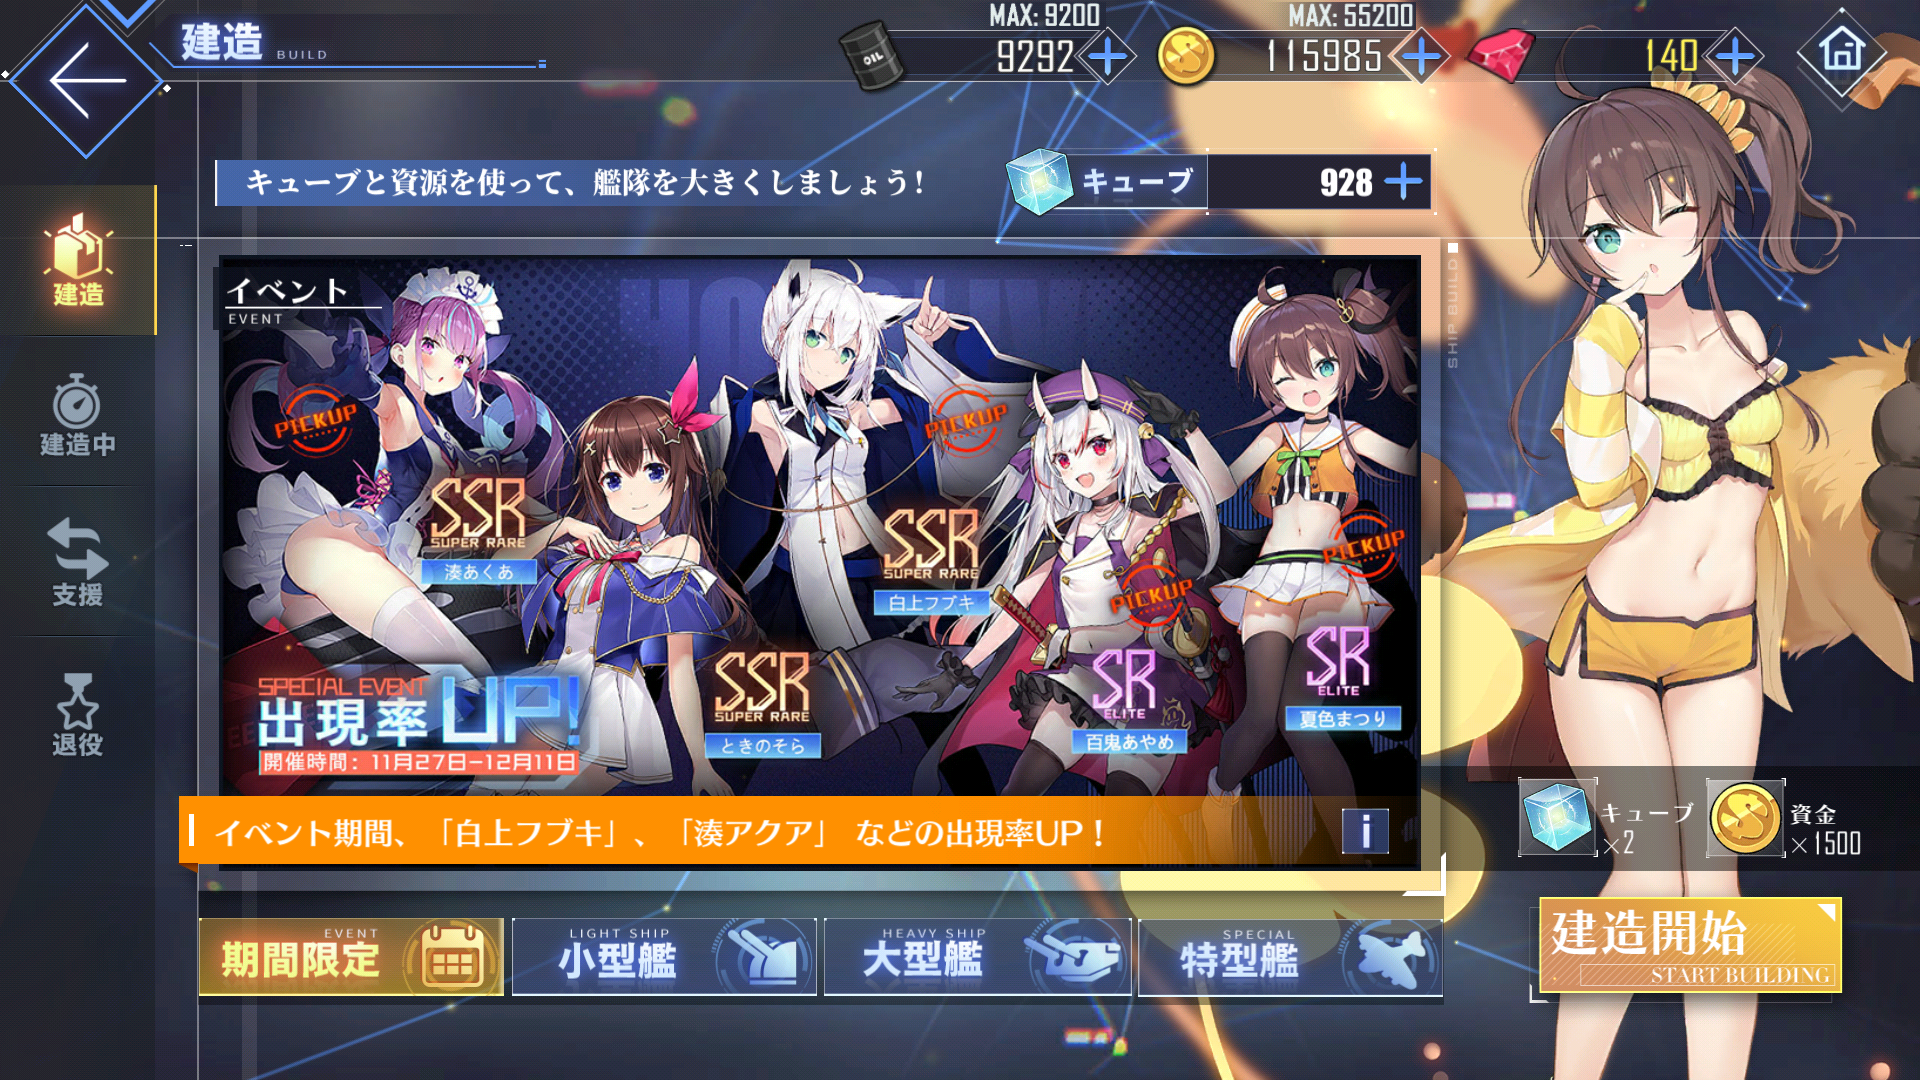 建造 BUILD
OIL
MAX: 9200
9292
MAX: 55200
115985
140
キューブと資源を使って、艦隊を大きくしましょう!
キューブ
928
建造
建造中
支援
退役
イベント
EVENT
PICKUP
SSR
SUPER RARE
湊あくあ
SSR
SUPER RARE
ときのそら
PICKUP
SSR
SUPER RARE
白上フブキ
PICKUP
SR
ELITE
百鬼あやめ
PICKUP
SR
ELITE
夏色まつり
SPECIAL EVENT
出現率UP!
開催時間：11月27日-12月11日
イベント期間、「白上フブキ」、「湊アクア」 などの出現率UP！
i
SHIP BUILD
キューブ
×2
資金
×1500
EVENT
期間限定
LIGHT SHIP
小型艦
HEAVY SHIP
大型艦
SPECIAL
特型艦
建造開始
START BUILDING